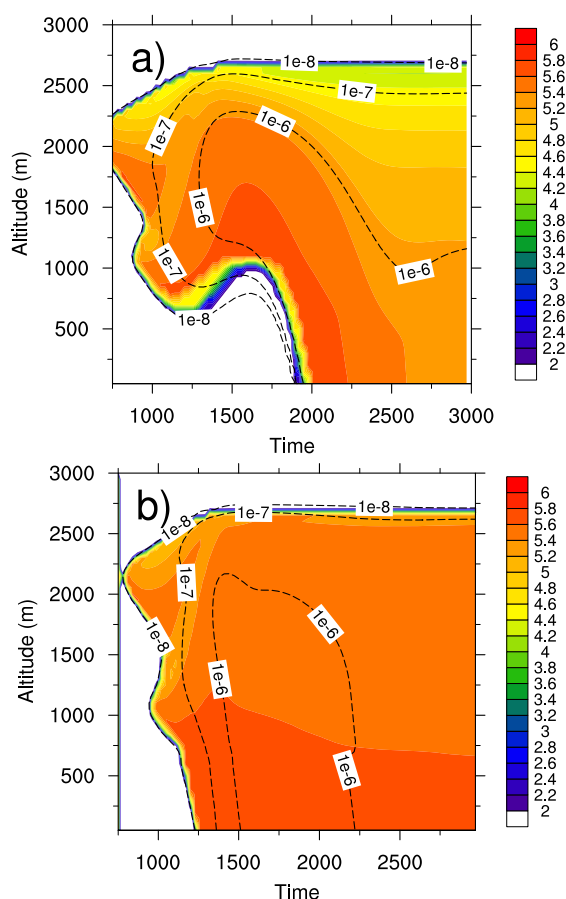 a)
3000
2500
2000
1500
1000
500
Altitude (m)
1000
1500
2000
2500
3000
Time
1e-8
1e-8
1e-7
1e-7
1e-6
1e-6
1e-6
1e-7
1e-8
6
5.8
5.6
5.4
5.2
5
4.8
4.6
4.4
4.2
4
3.8
3.6
3.4
3.2
3
2.8
2.6
2.4
2.2
2
b)
3000
2500
2000
1500
1000
500
Altitude (m)
1000
1500
2000
2500
Time
1e-7
1e-8
1e-8
1e-7
1e-8
1e-6
1e-6
1e-6
6
5.8
5.6
5.4
5.2
5
4.8
4.6
4.4
4.2
4
3.8
3.6
3.4
3.2
3
2.8
2.6
2.4
2.2
2